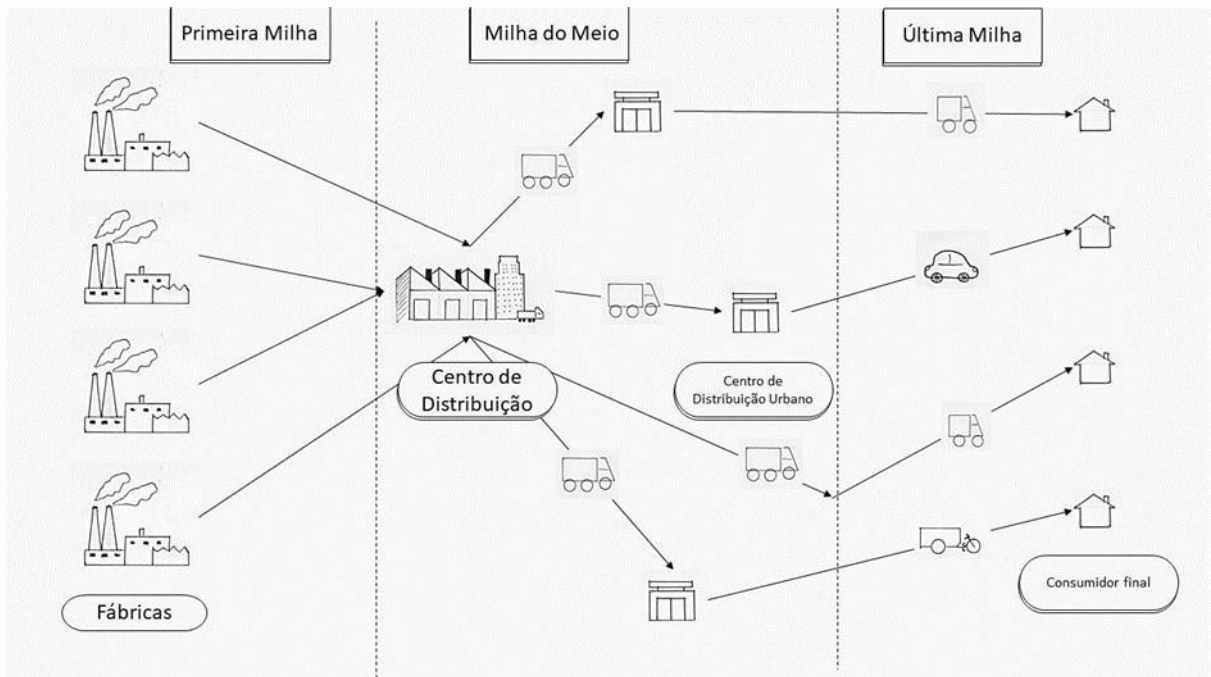 Primeira Milha
Milha do Meio
Última Milha
Centro de
Distribuição
Centro de
Distribuição Urbano
Fábricas
Consumidor final